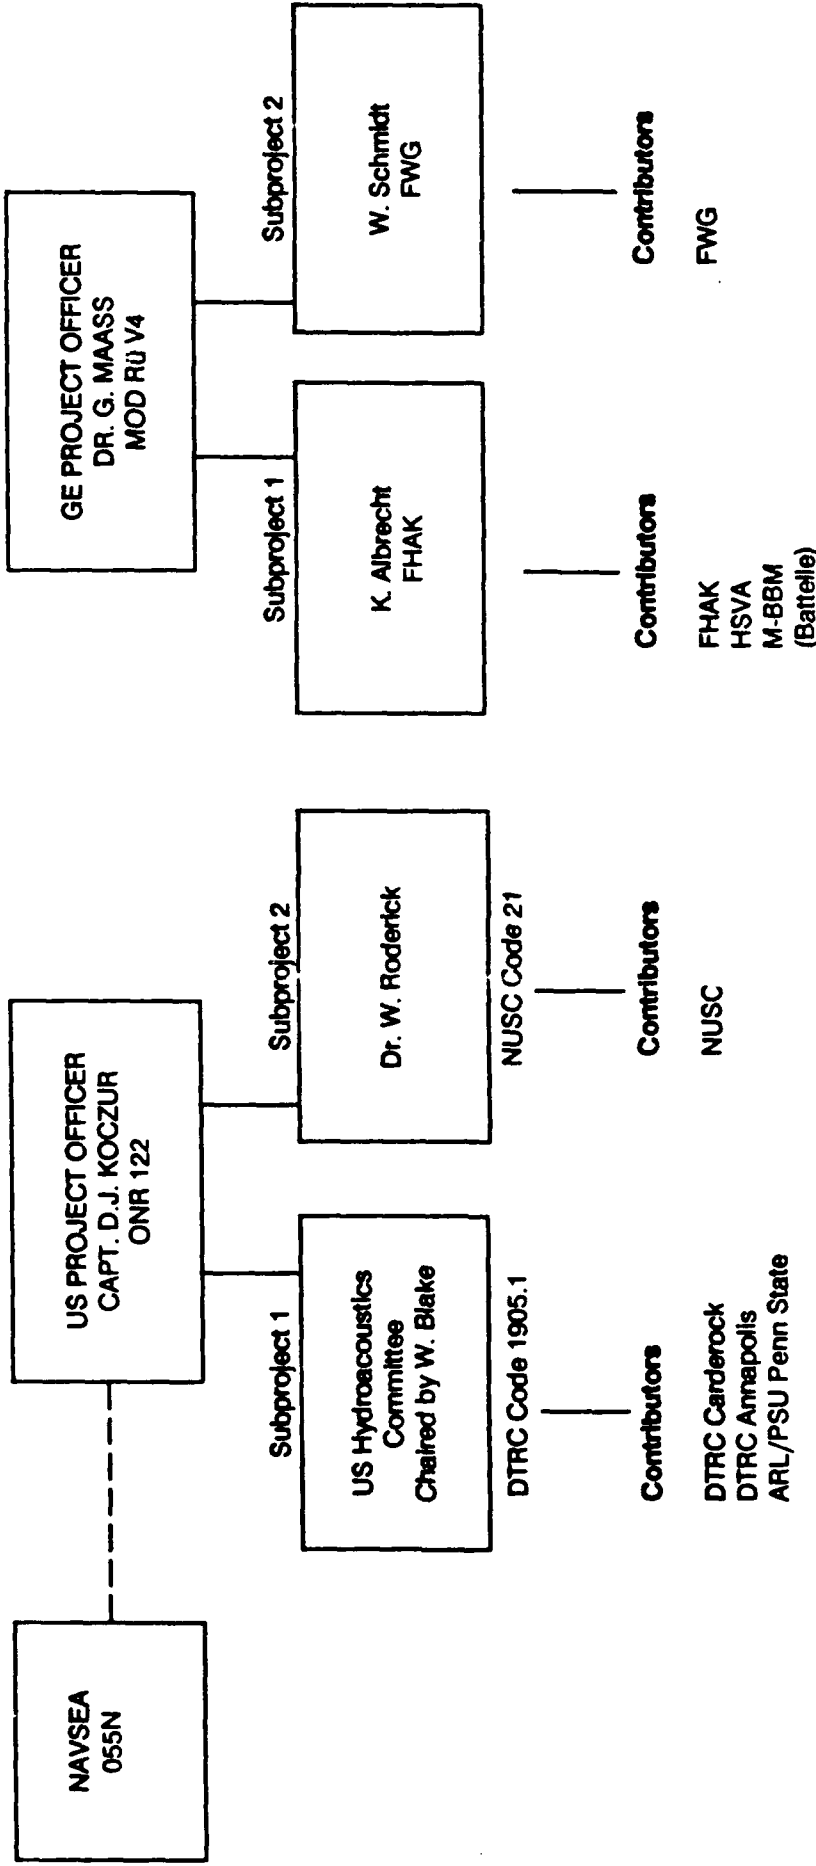 NAVSEA
055N
US PROJECT OFFICER
CAPT. D.J. KOCZUR
ONR 122
Subproject 1
US Hydroacoustics
Committee
Chaired by W. Blake
DTRC Code 1905.1
Contributors
DTRC Carderock
DTRC Annapolis
ARL/PSU Penn State
Subproject 2
Dr. W. Roderick
NUSC Code 21
Contributors
NUSC
GE PROJECT OFFICER
DR. G. MAASS
MOD Rü V4
Subproject 1
K. Albrecht
FHAK
Contributors
FHAK
HSVA
M-BBM
(Battelle)
Subproject 2
W. Schmidt
FWG
Contributors
FWG